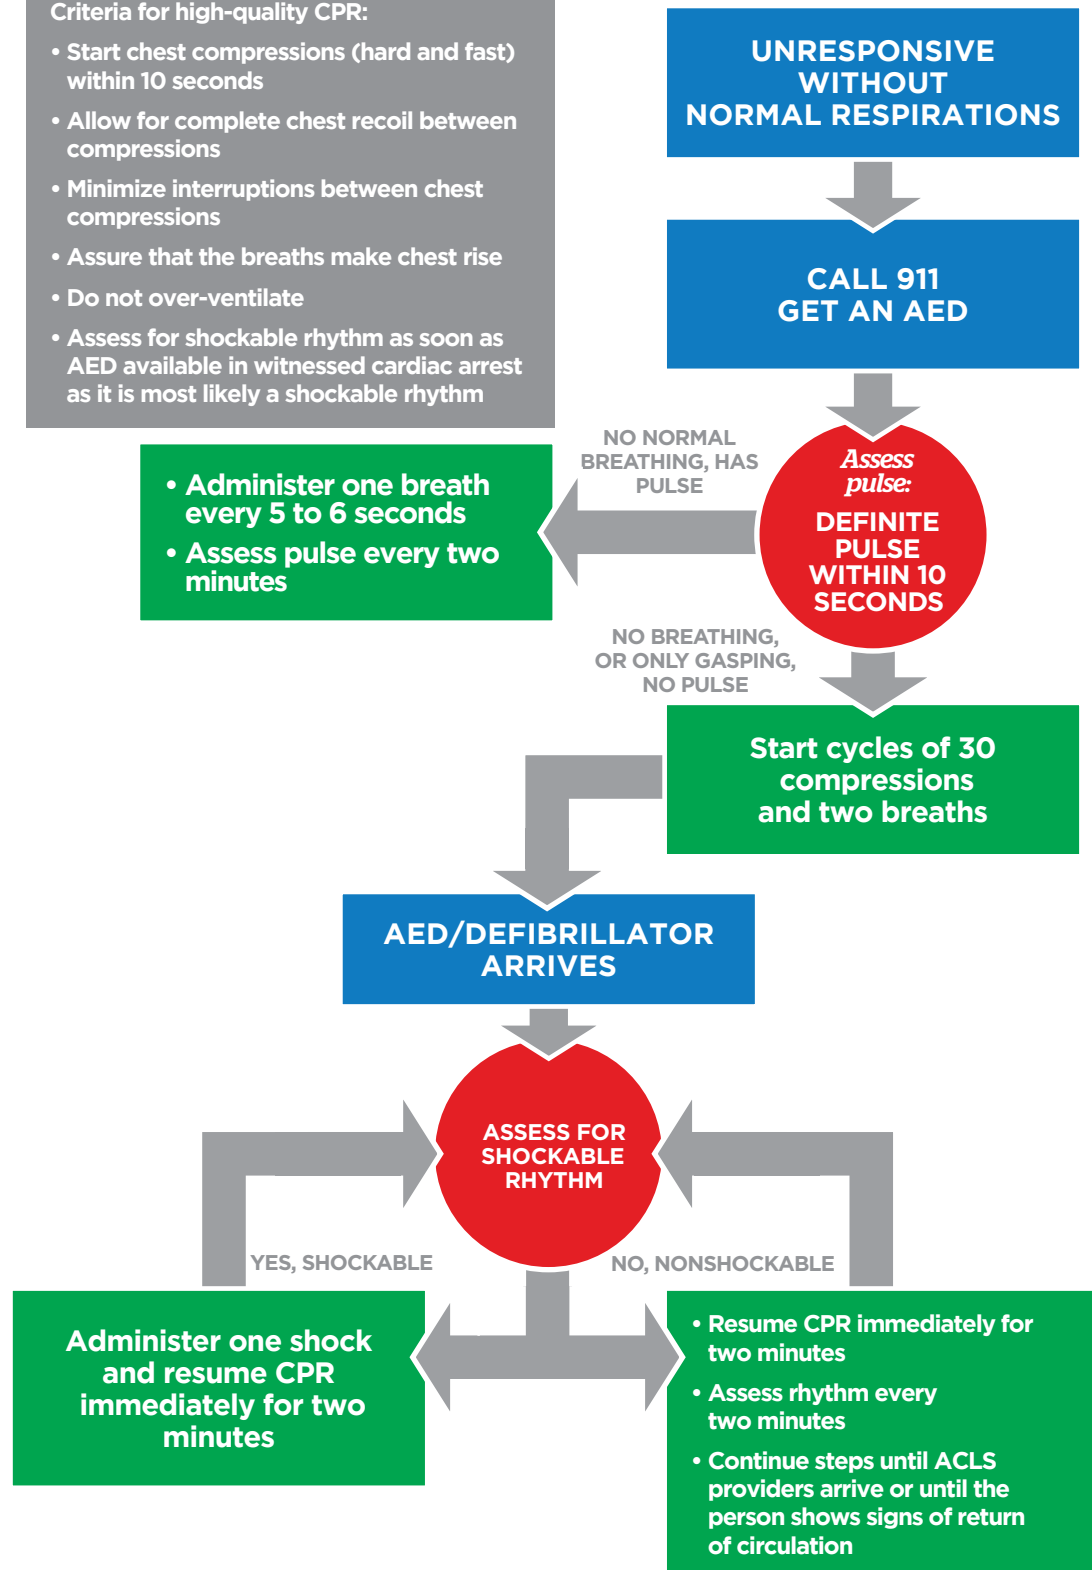 Criteria for high-quality CPR:
• Start chest compressions (hard and fast)
within 10 seconds
• Allow for complete chest recoil between
compressions
• Minimize interruptions between chest
compressions
• Assure that the breaths make chest rise
• Do not over-ventilate
• Assess for shockable rhythm as soon as
AED available in witnessed cardiac arrest
as it is most likely a shockable rhythm
UNRESPONSIVE
WITHOUT
NORMAL RESPIRATIONS
CALL 911
GET AN AED
Assess
pulse:
DEFINITE
PULSE
WITHIN 10
SECONDS
NO NORMAL
BREATHING, HAS
PULSE
• Administer one breath
every 5 to 6 seconds
• Assess pulse every two
minutes
NO BREATHING,
OR ONLY GASPING,
NO PULSE
Start cycles of 30
compressions
and two breaths
AED/DEFIBRILLATOR
ARRIVES
ASSESS FOR
SHOCKABLE
RHYTHM
YES, SHOCKABLE
NO, NONSHOCKABLE
Administer one shock
and resume CPR
immediately for two
minutes
• Resume CPR immediately for
two minutes
• Assess rhythm every
two minutes
• Continue steps until ACLS
providers arrive or until the
person shows signs of return
of circulation